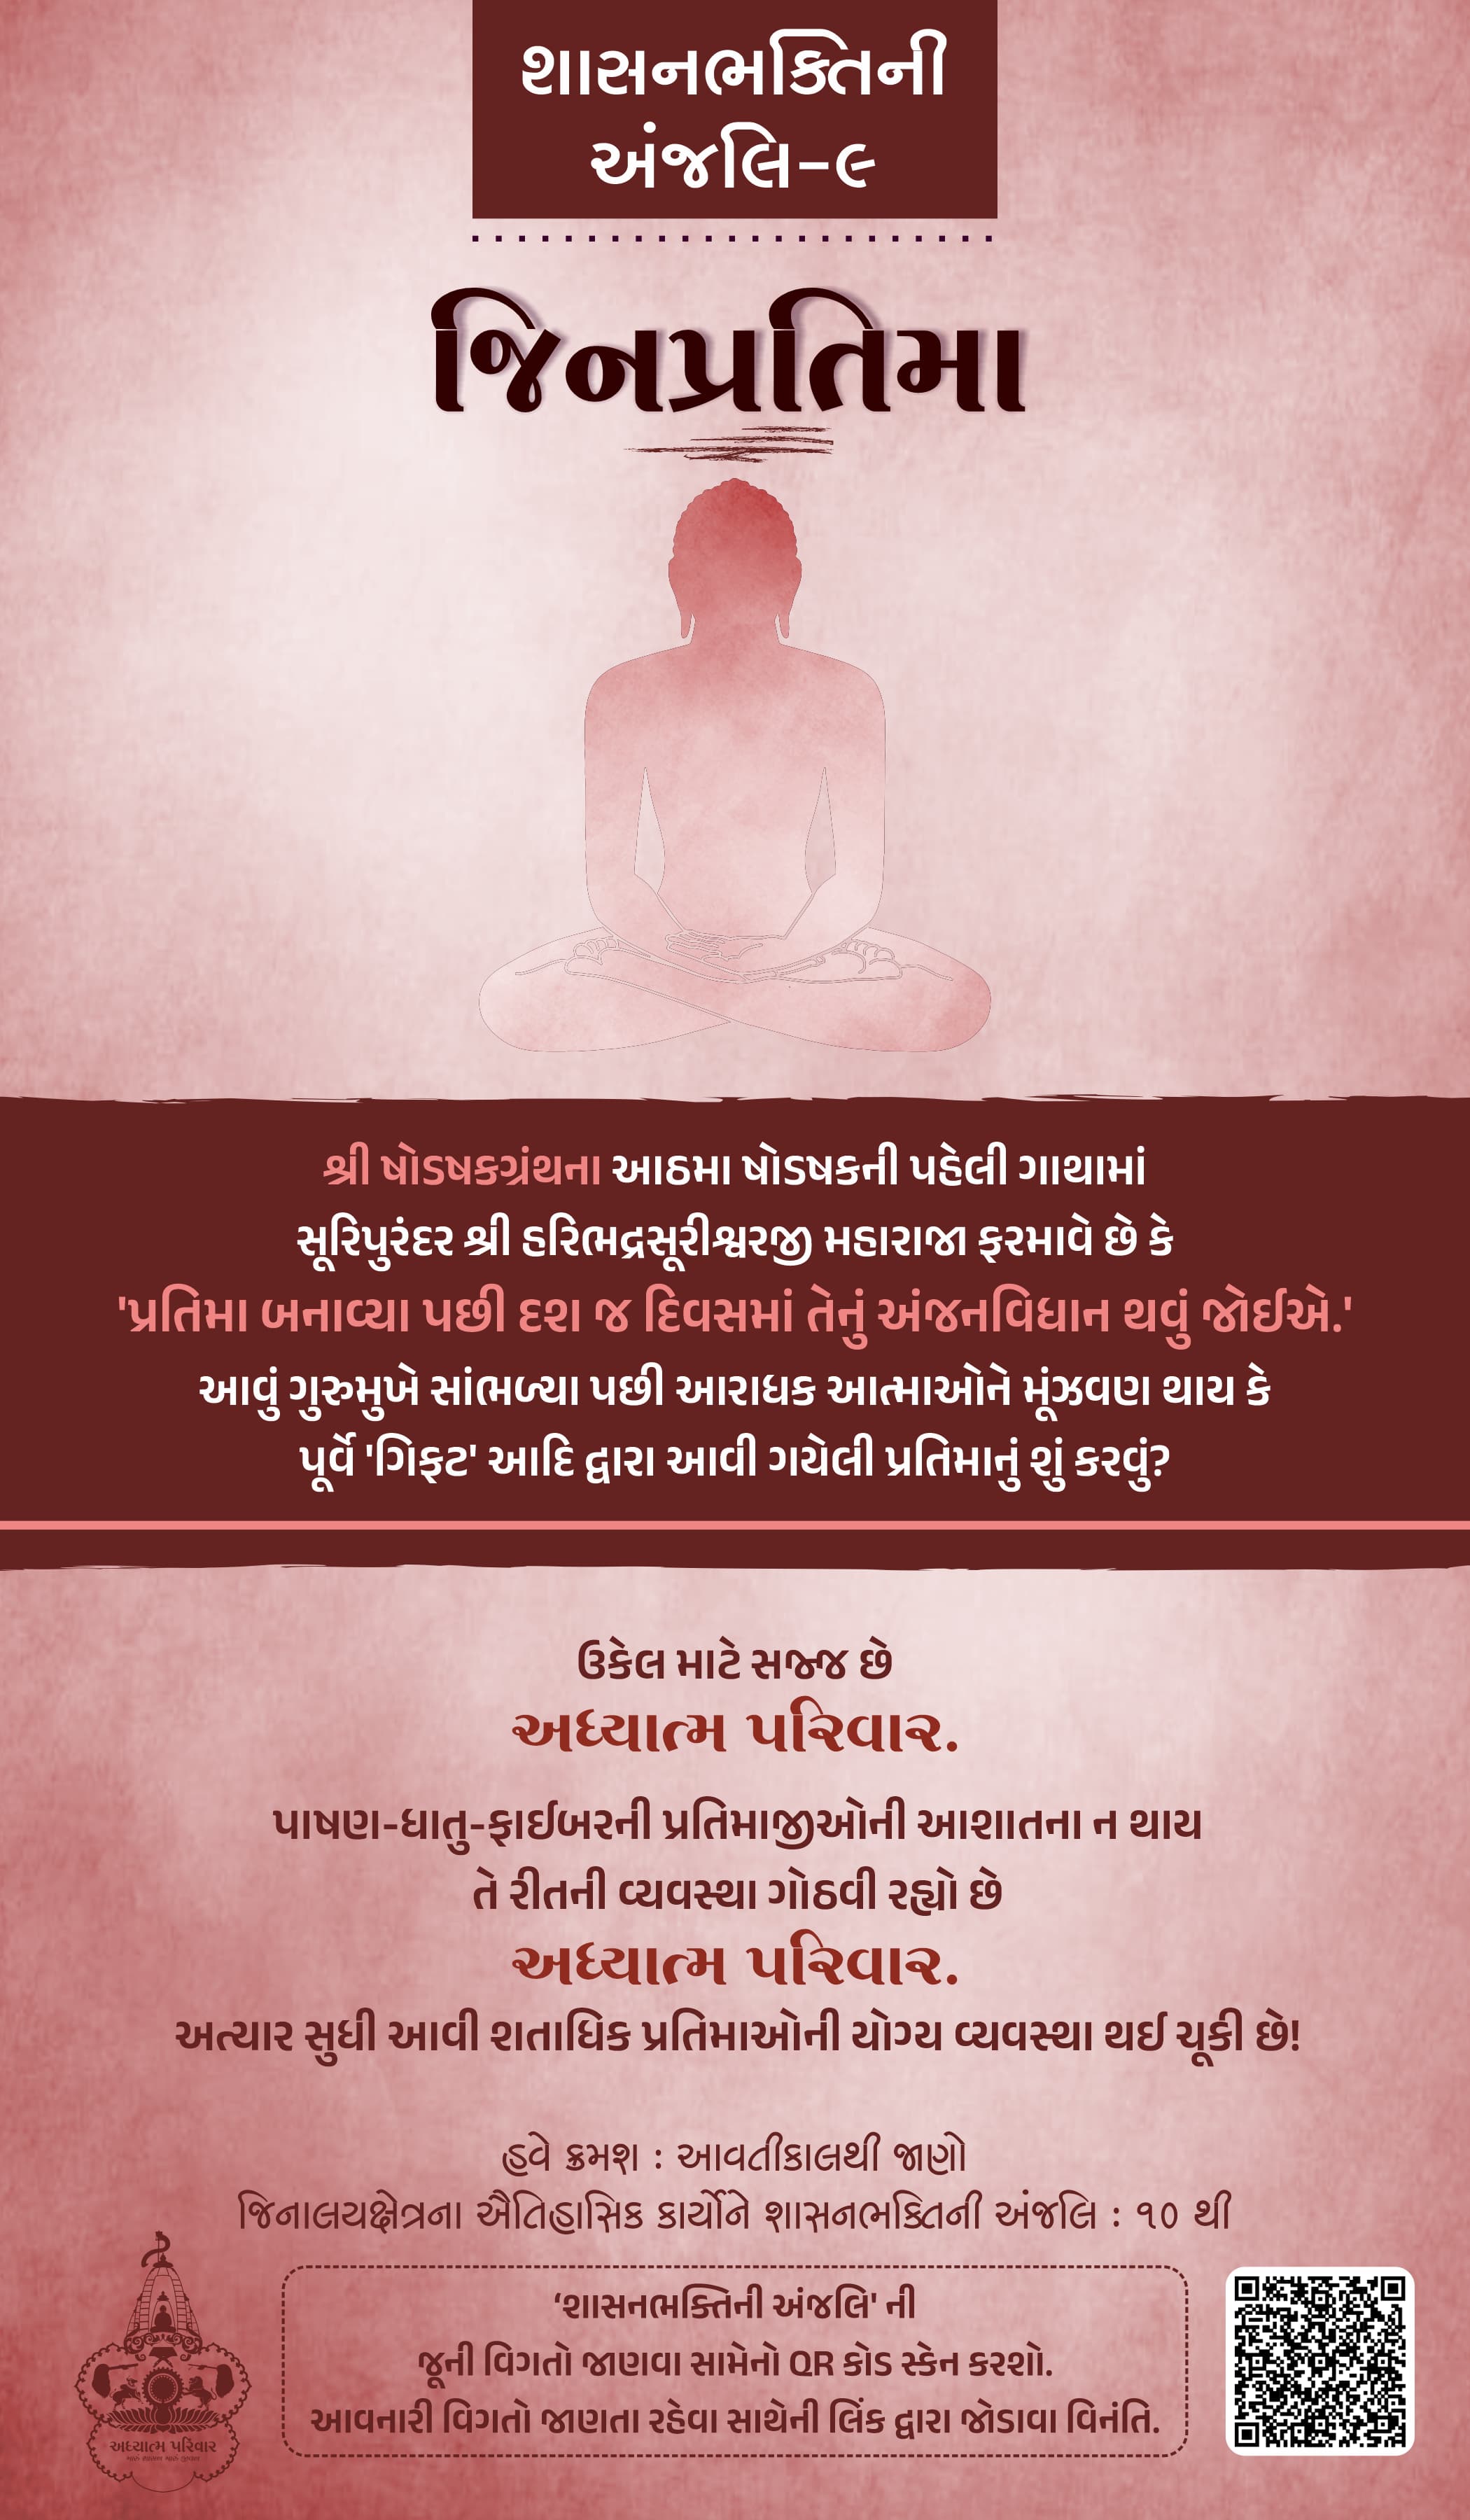 શાસનભક્તિની
અંજલિ-૯
જિનપ્રતિમા
શ્રી ષોડષકગ્રંથના આઠમા ષોડષકની પહેલી ગાથામાં
સૂરિપુરંદર શ્રી હરિભદ્રસૂરીશ્વરજી મહારાજા ફરમાવે છે કે
'પ્રતિમા બનાવ્યા પછી દશ જ દિવસમાં તેનું અંજનવિધાન થવું જોઈએ.'
આવું ગુરુમુખે સાંભળ્યા પછી આરાધક આત્માઓને મૂંઝવણ થાય કે
પૂર્વે 'ગિફટ' આદિ દ્વારા આવી ગયેલી પ્રતિમાનું શું કરવું?
ઉકેલ માટે સજ્જ છે
અધ્યાત્મ પરિવાર.
પાષણ-ધાતુ-ફાઈબરની પ્રતિમાજીઓની આશાતના ન થાય
તે રીતની વ્યવસ્થા ગોઠવી રહ્યો છે
અધ્યાત્મ પરિવાર.
અત્યાર સુધી આવી શતાધિક પ્રતિમાઓની યોગ્ય વ્યવસ્થા થઈ ચૂકી છે!
હવે ક્રમશ : આવતીકાલથી જાણો
જિનાલયક્ષેત્રના ઐતિહાસિક કાર્યોને શાસનભક્તિની અંજલિ : ૧૦ થી
'શાસનભક્તિની અંજલિ' ની
જૂની વિગતો જાણવા સામેનો QR કોડ સ્કેન કરશો.
આવનારી વિગતો જાણતા રહેવા સાથેની લિંક દ્વારા જોડાવા વિનંતિ.
અધ્યાત્મ પરિવાર